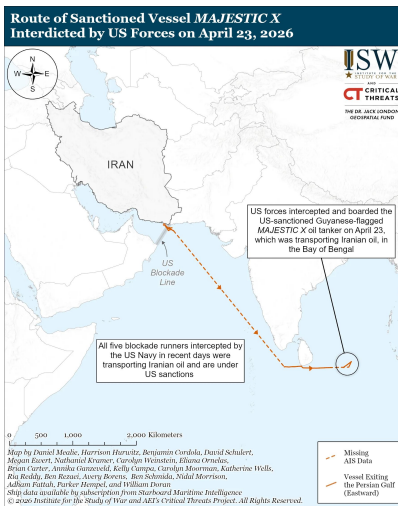 Route of Sanctioned Vessel MAJESTIC X
Interdicted by US Forces on April 23, 2026
N
W
E
S
ISW
INSTITUTE FOR THE
STUDY OF WAR
AND
CT CRITICAL
THREATS
THE DR. JACK LONDON
GEOSPATIAL FUND
IRAN
US forces intercepted and boarded the
US-sanctioned Guyanese-flagged
MAJESTIC X oil tanker on April 23,
which was transporting Iranian oil, in
the Bay of Bengal
US
Blockade
Line
All five blockade runners intercepted by
the US Navy in recent days were
transporting Iranian oil and are under
US sanctions
0 500 1,000 2,000 Kilometers
Map by Daniel Mealie, Harrison Hurwitz, Benjamin Cordola, David Schulert,
Megan Ewert, Nathaniel Kramer, Carolyn Weinstein, Eliana Ornelas,
Brian Carter, Annika Ganzeveld, Kelly Campa, Carolyn Moorman, Katherine Wells,
Ria Reddy, Ben Rezaei, Avery Borens, Ben Schmida, Nidal Morrison,
Adham Fattah, Parker Hempel, and William Doran
Ship data available by subscription from Starboard Maritime Intelligence
© 2026 Institute for the Study of War and AEI's Critical Threats Project. All Rights Reserved.
Missing
AIS Data
Vessel Exiting
the Persian Gulf
(Eastward)